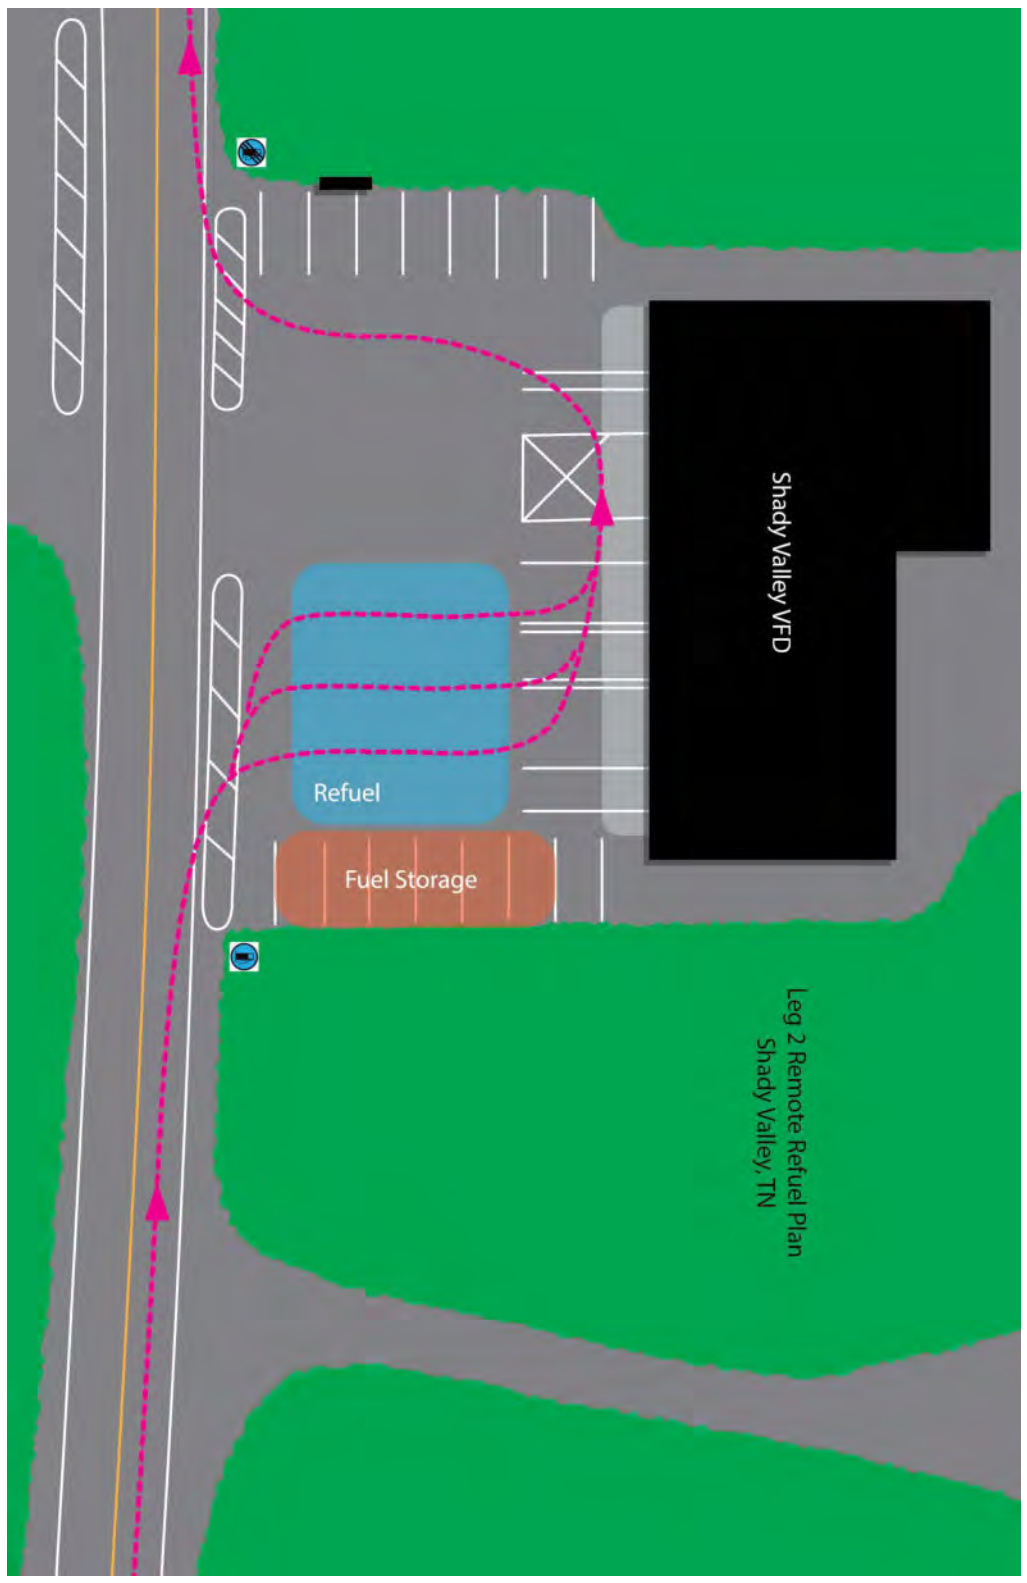 Shady Valley VFD
Refuel
Fuel Storage
Leg 2 Remote Refuel Plan
Shady Valley, TN